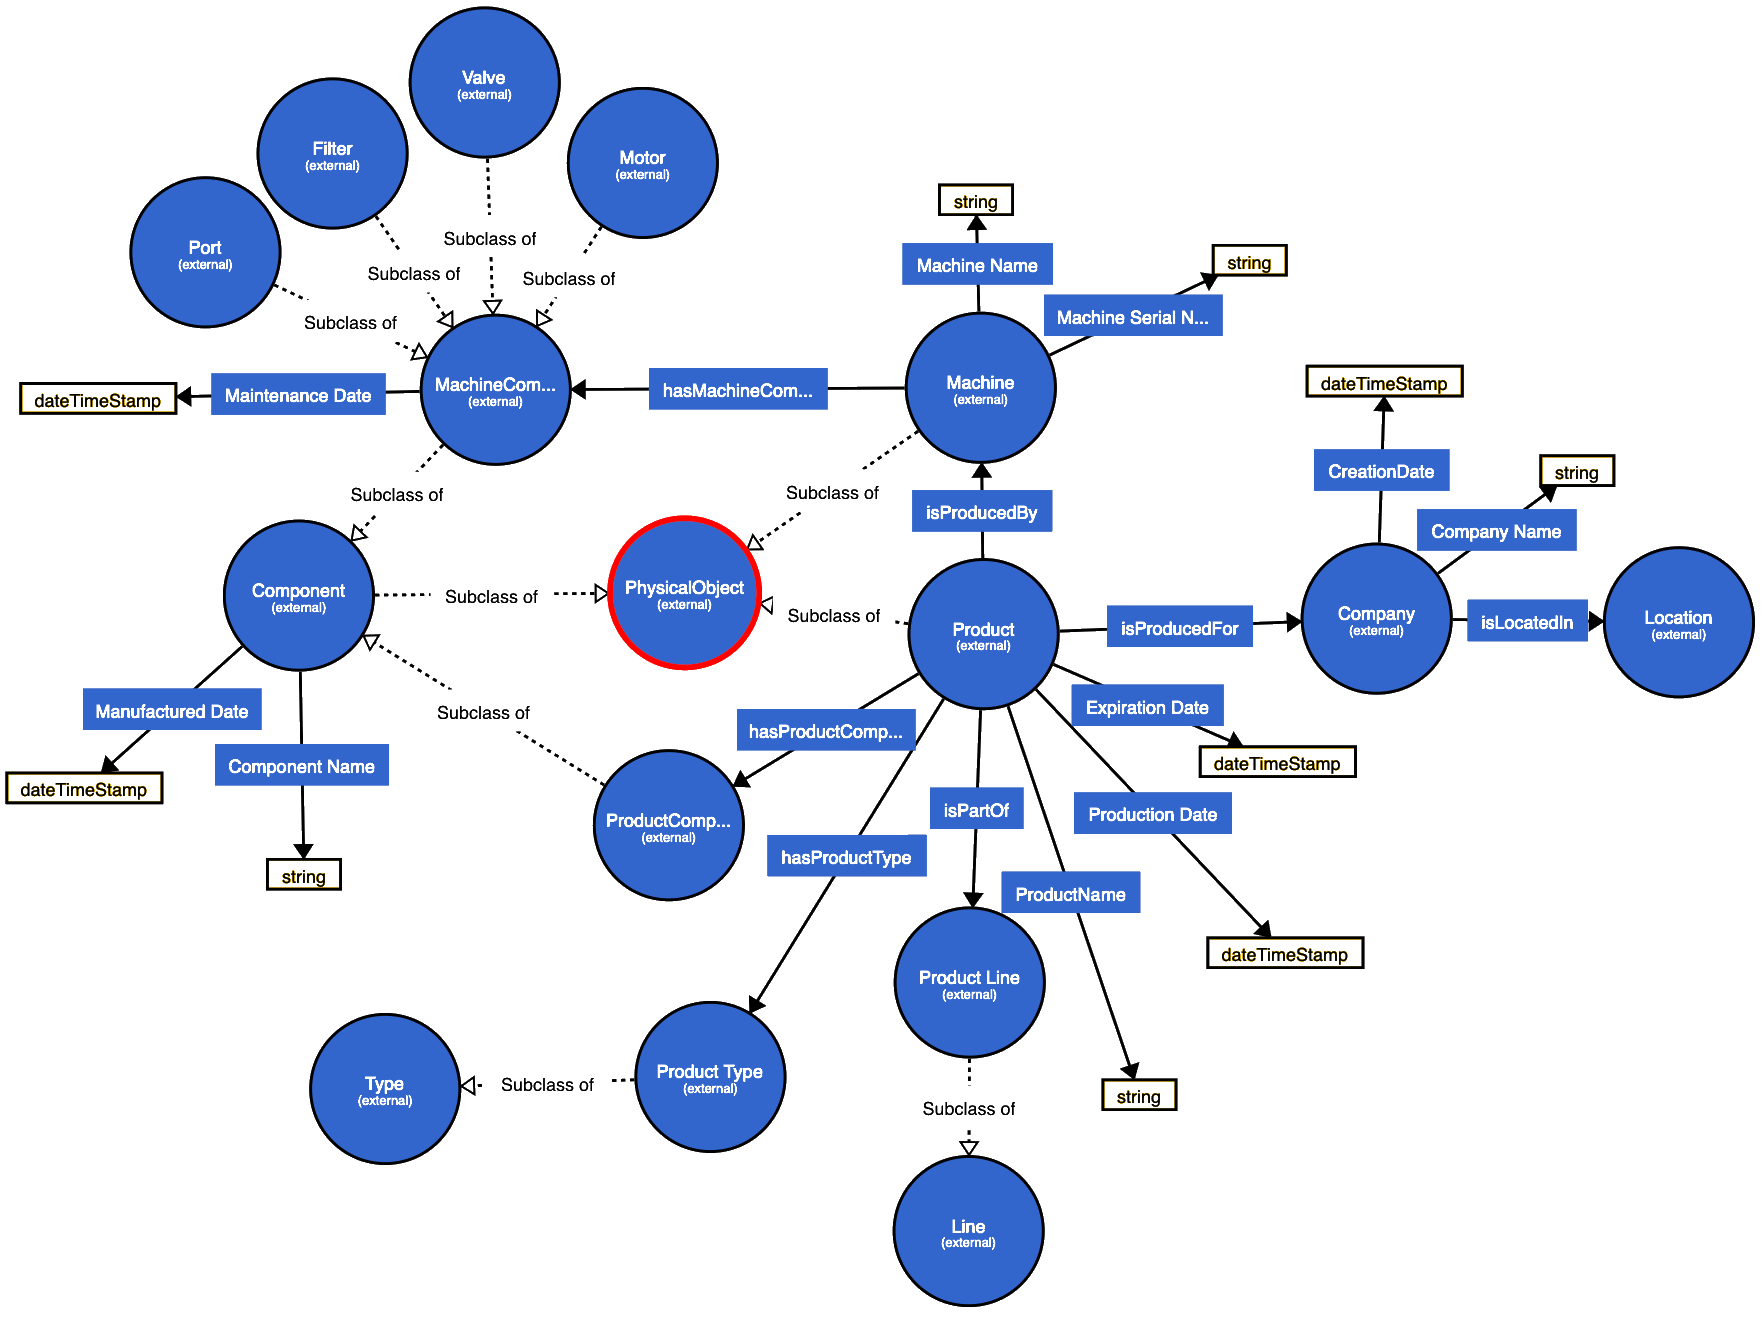 Valve
(external)
Filter
(external)
Motor
(external)
Port
(external)
Subclass of
Subclass of
Subclass of
Subclass of
string
Machine Name
string
Machine Serial N...
MachineCom...
(external)
Maintenance Date
dateTimeStamp
hasMachineCom...
Machine
(external)
dateTimeStamp
CreationDate
string
Company Name
Subclass of
Subclass of
isProducedBy
Component
(external)
Subclass of
PhysicalObject
(external)
Subclass of
Product
(external)
isProducedFor
Company
(external)
isLocatedIn
Location
(external)
Manufactured Date
dateTimeStamp
Component Name
string
Subclass of
hasProductComp...
Expiration Date
dateTimeStamp
ProductComp...
(external)
isPartOf
Production Date
hasProductType
ProductName
dateTimeStamp
Product Line
(external)
Type
(external)
Subclass of
Product Type
(external)
string
Subclass of
Line
(external)